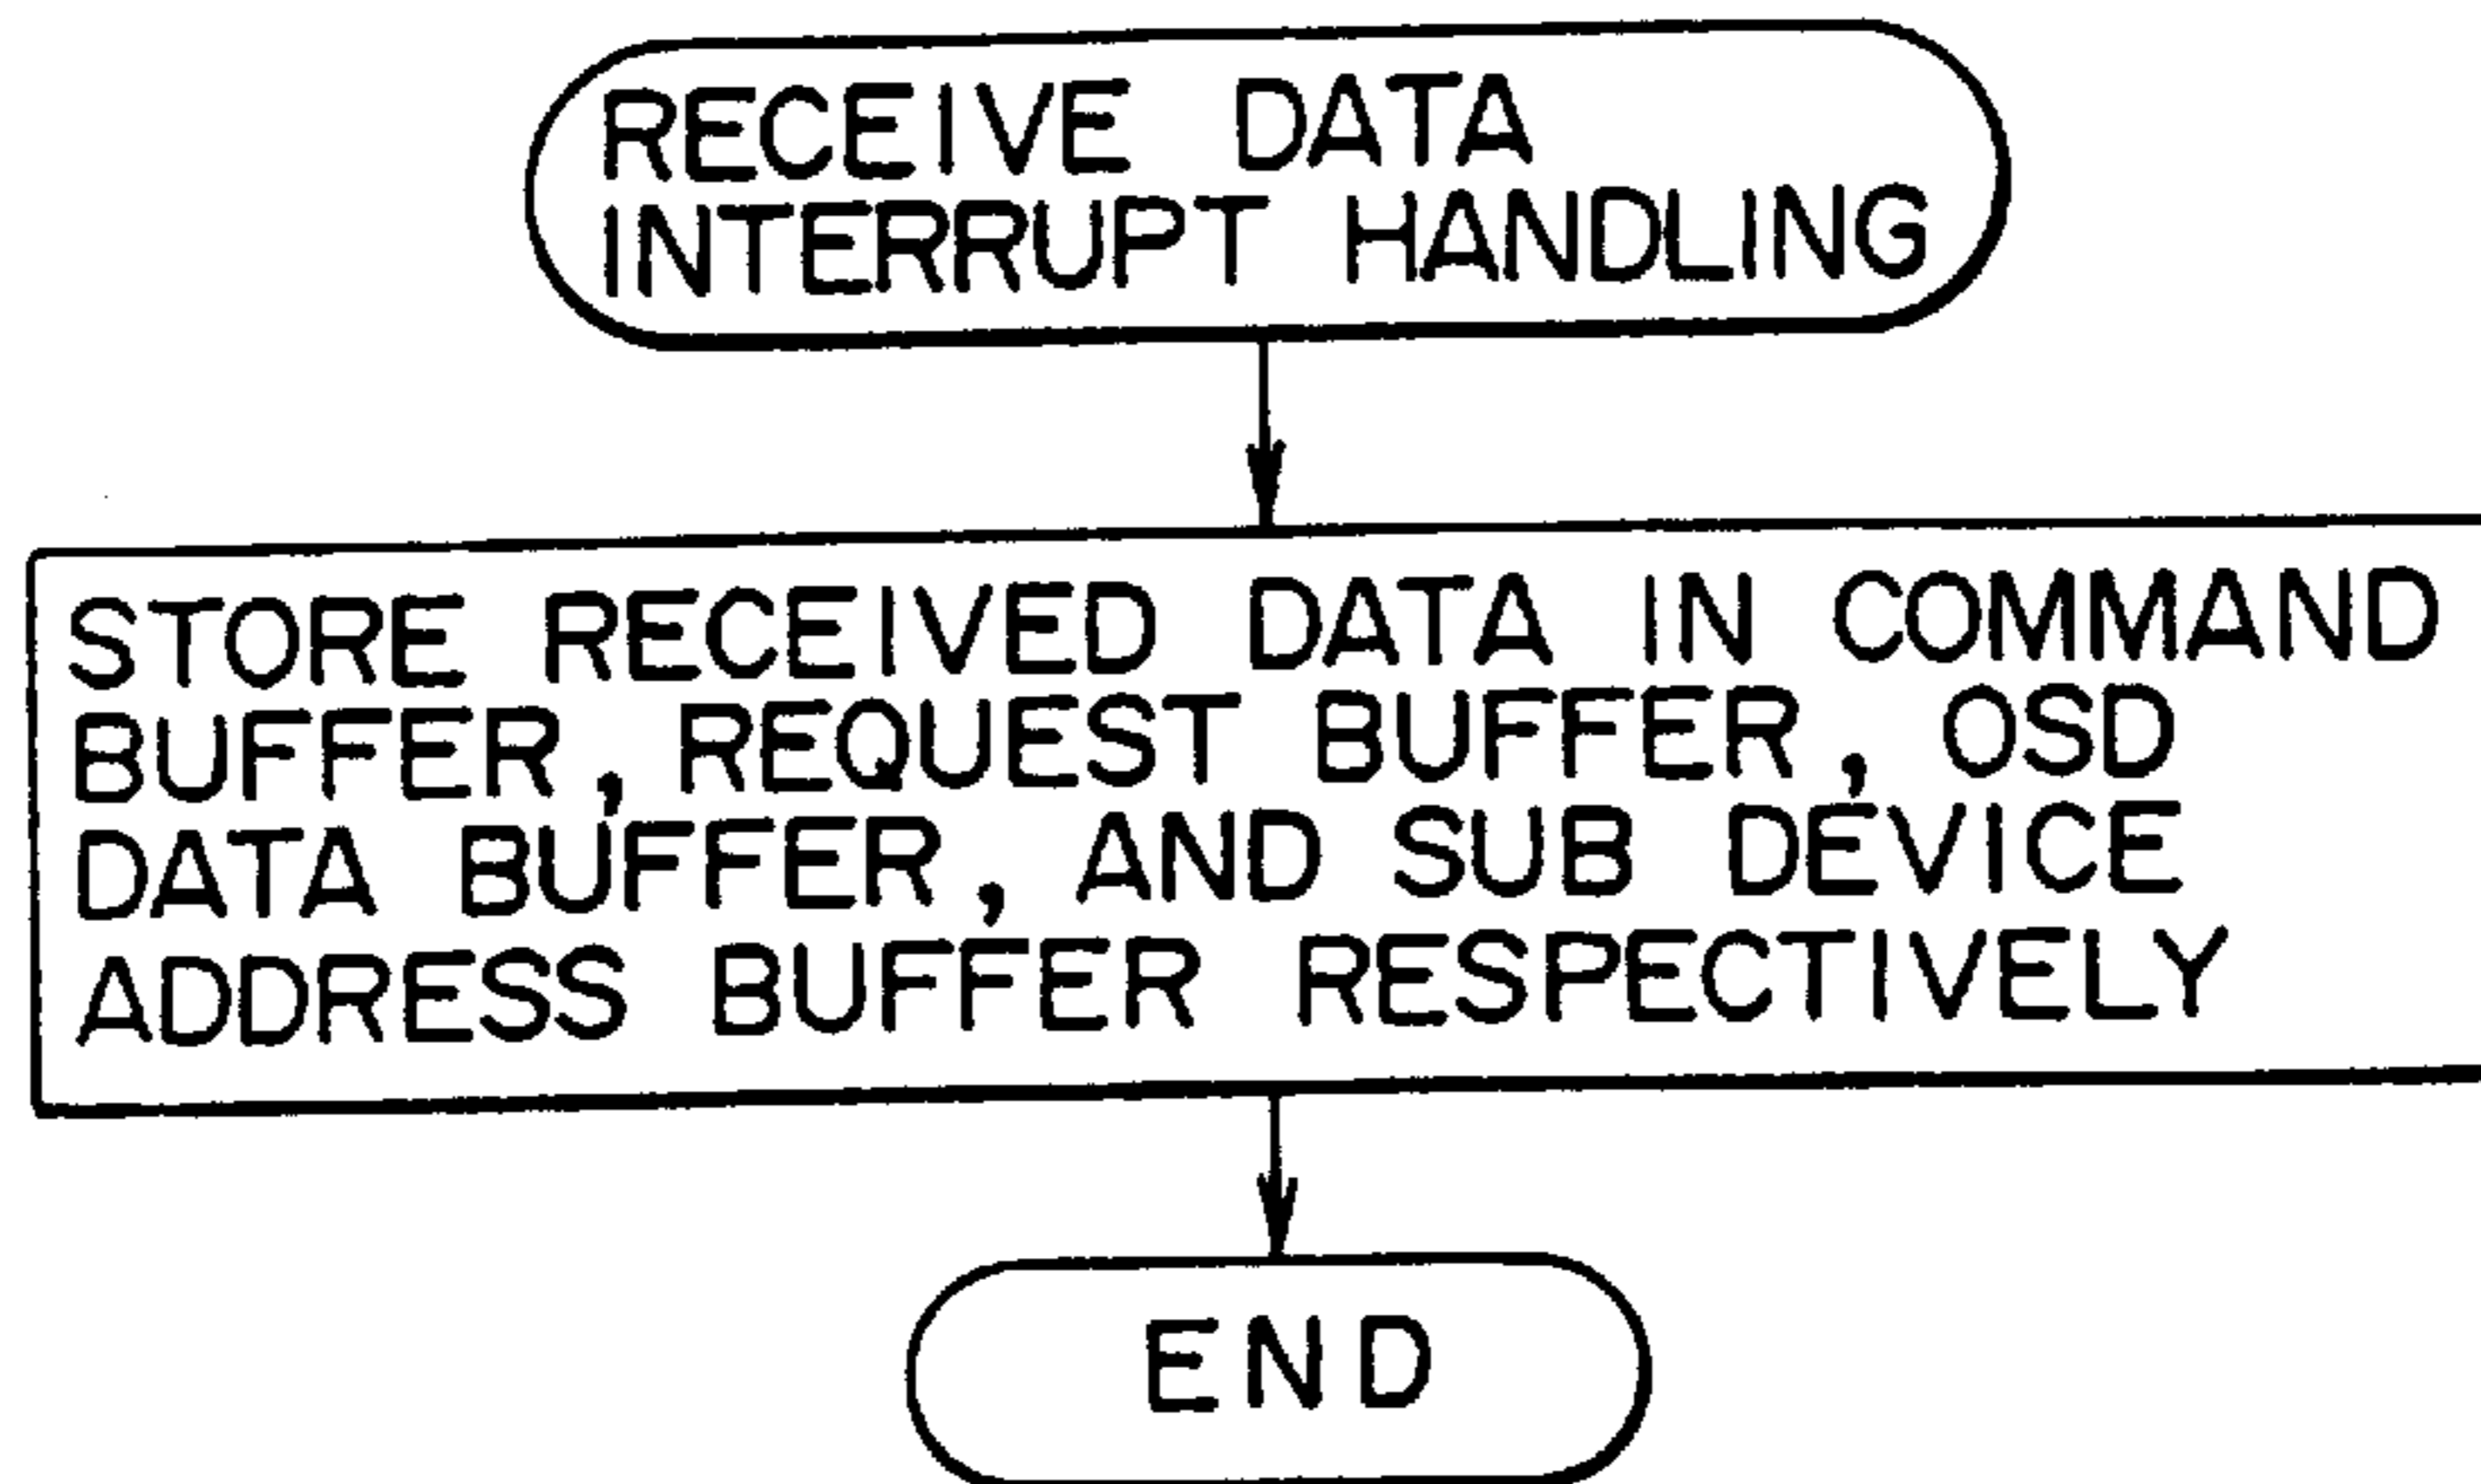 RECEIVE DATA
INTERRUPT HANDLING
STORE RECEIVED DATA IN COMMAND
BUFFER, REQUEST BUFFER, OSD
DATA BUFFER, AND SUB DEVICE
ADDRESS BUFFER RESPECTIVELY
END